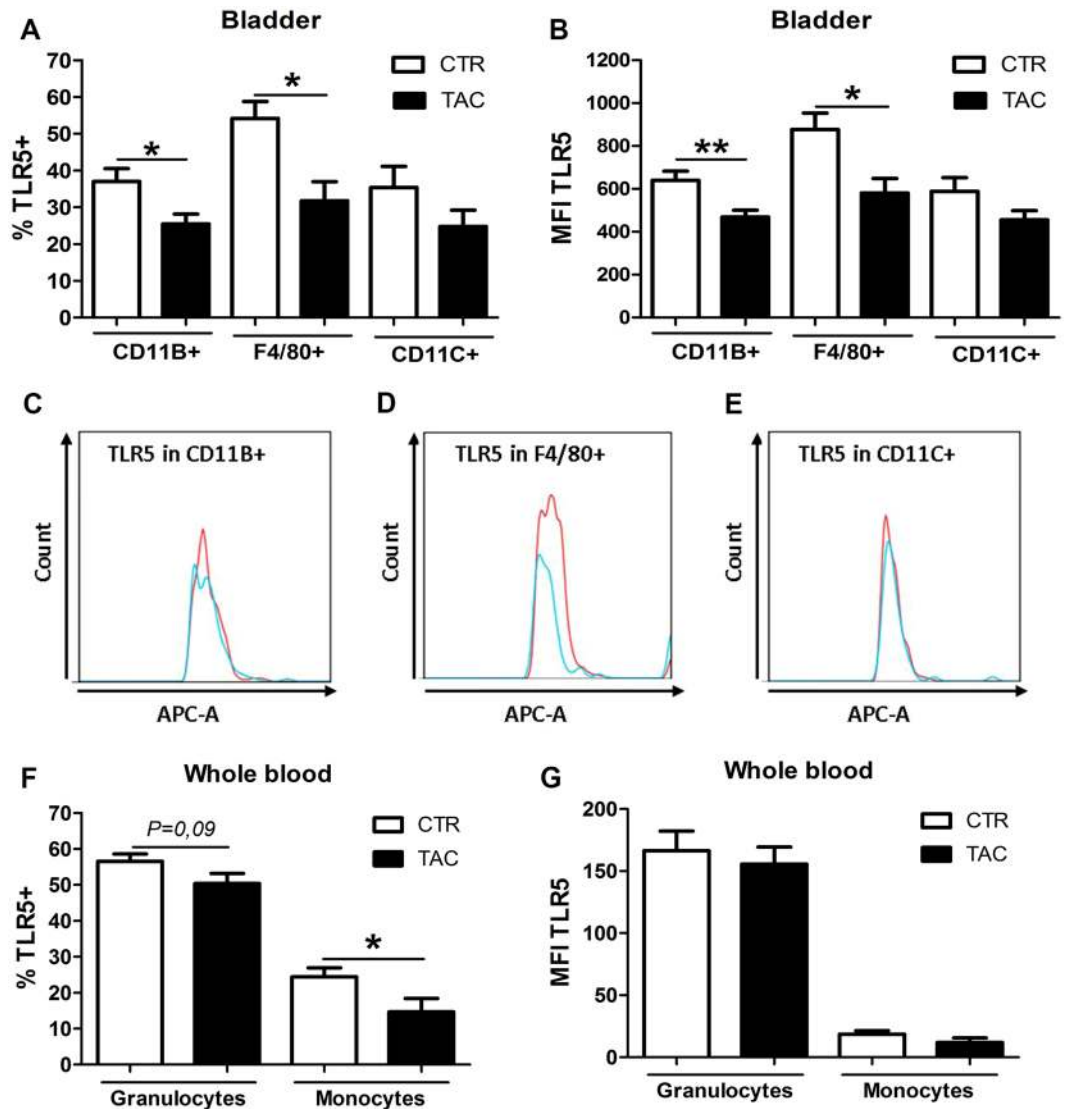 A
Bladder
% TLR5+
70
60
50
40
30
20
10
0
CTR
TAC
*
*
CD11B+
F4/80+
CD11C+
B
Bladder
MFI TLR5
1200
1000
800
600
400
200
0
CTR
TAC
**
*
CD11B+
F4/80+
CD11C+
C
TLR5 in CD11B+
Count
APC-A
D
TLR5 in F4/80+
Count
APC-A
E
TLR5 in CD11C+
Count
APC-A
F
Whole blood
% TLR5+
70
60
50
40
30
20
10
0
P=0,09
CTR
TAC
*
Granulocytes
Monocytes
G
Whole blood
MFI TLR5
200
150
100
50
0
CTR
TAC
Granulocytes
Monocytes